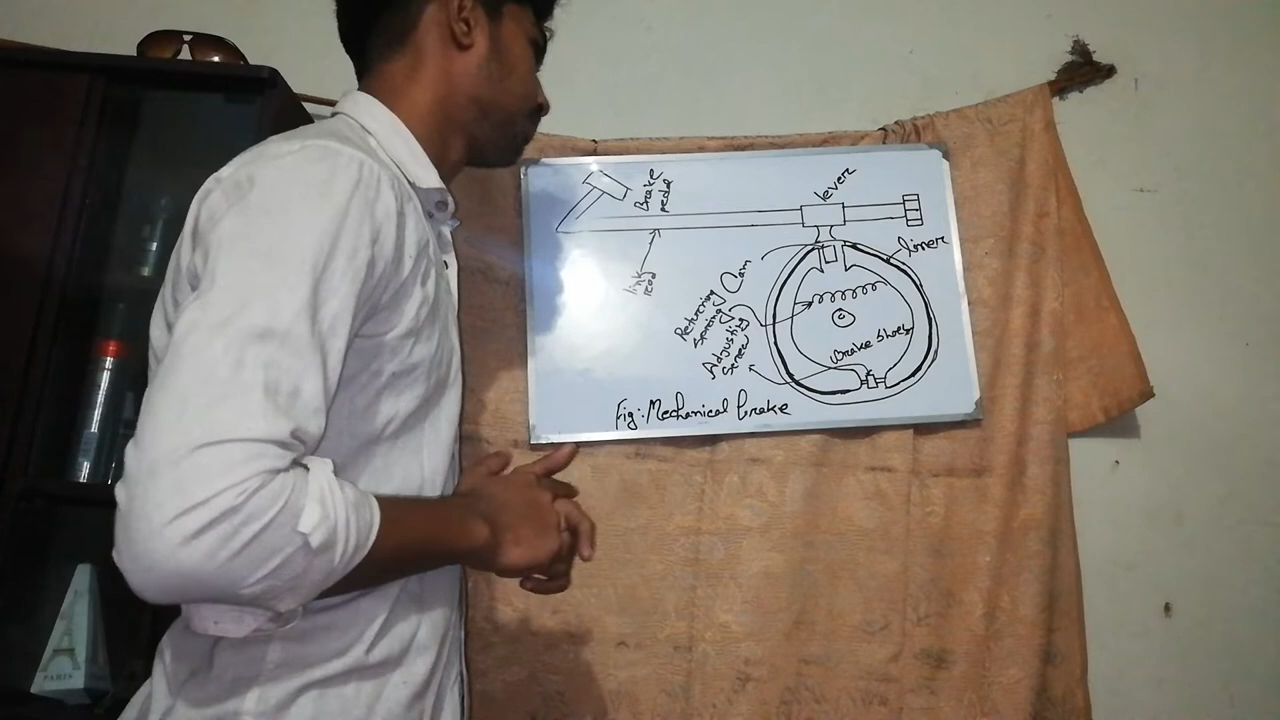 Brake
pedal
lever
link
rod
liner
Cam
Returning
spring
Adjusting
screw
Brake shoes
Fig: Mechanical brake
PARIS